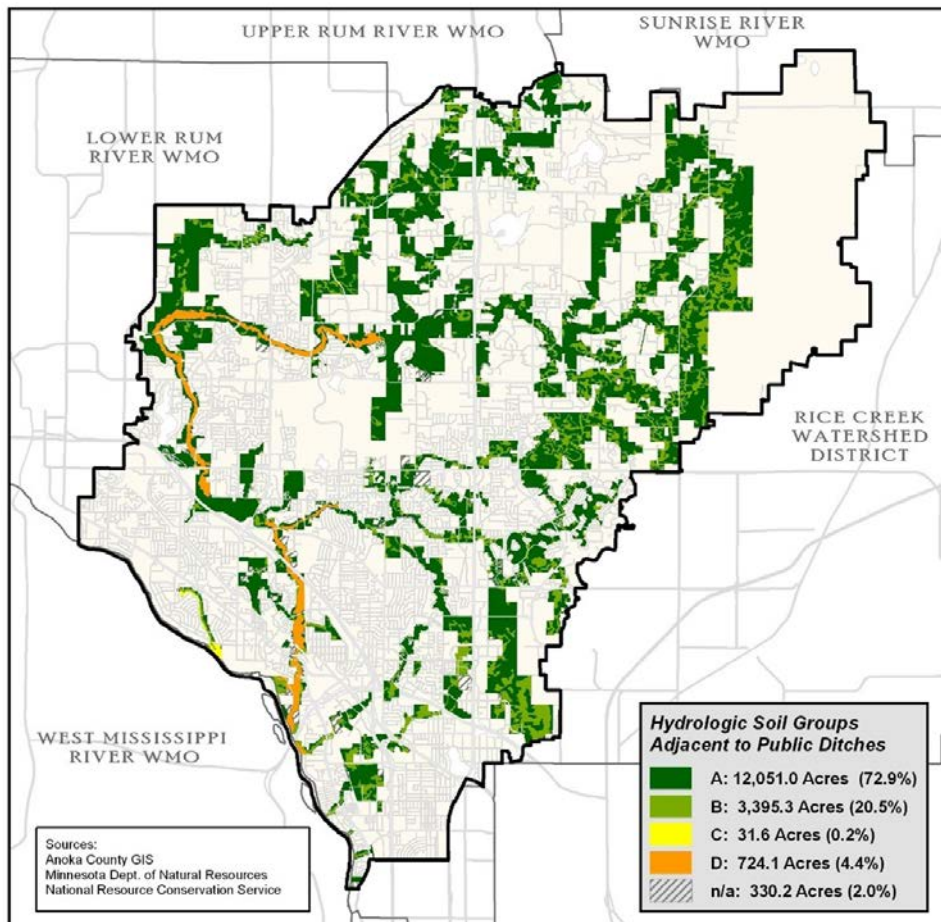 UPPER RUM RIVER WMO
SUNRISE RIVER
WMO
LOWER RUM
RIVER WMO
RICE CREEK
WATERSHED
DISTRICT
WEST MISSISSIPPI
RIVER WMO
Hydrologic Soil Groups
Adjacent to Public Ditches
A: 12,051.0 Acres (72.9%)
B: 3,395.3 Acres (20.5%)
C: 31.6 Acres (0.2%)
D: 724.1 Acres (4.4%)
n/a: 330.2 Acres (2.0%)
Sources:
Anoka County GIS
Minnesota Dept. of Natural Resources
National Resource Conservation Service